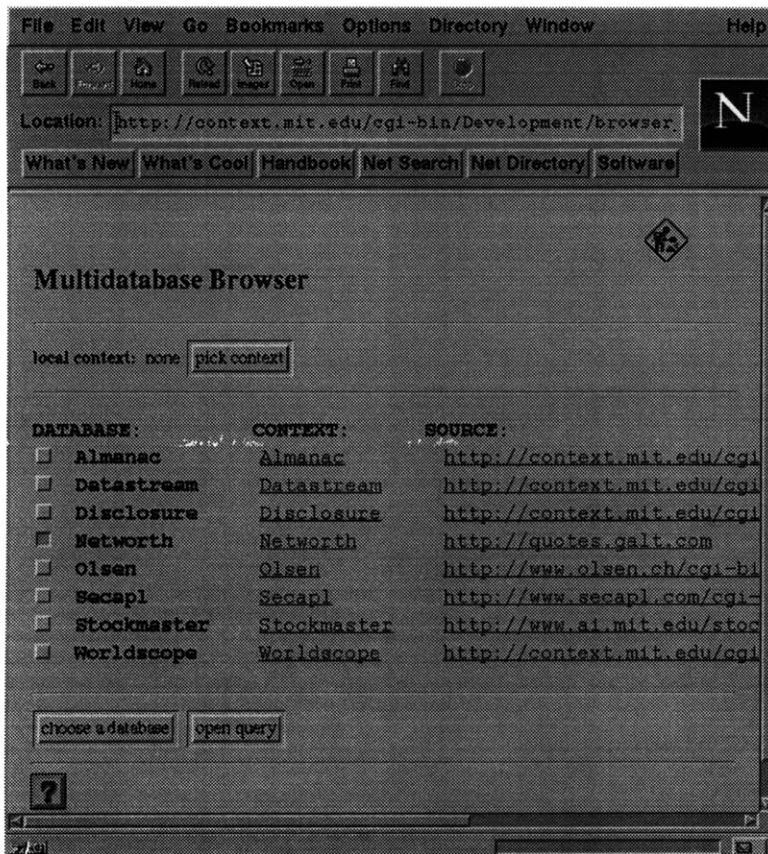 File Edit View Go Bookmarks Options Directory Window Help
Back Forward Home Reload Images Open Print Find Stop
Location: http://context.mit.edu/cgi-bin/Development/browser
N
What's New What's Cool Handbook Net Search Net Directory Software
Multidatabase Browser
local context: none pick context
DATABASE: CONTEXT: SOURCE:
Almanac Almanac http://context.mit.edu/cgi
Datastream Datastream http://context.mit.edu/cgi
Disclosure Disclosure http://context.mit.edu/cgi
Networth Networth http://quotes.galt.com
Olsen Olsen http://www.olsen.ch/cgi-bi
Secapl Secapl http://www.secapl.com/cgi-
Stockmaster Stockmaster http://www.ai.mit.edu/stoc
Worldscope Worldscope http://context.mit.edu/cgi
choose a database open query
?